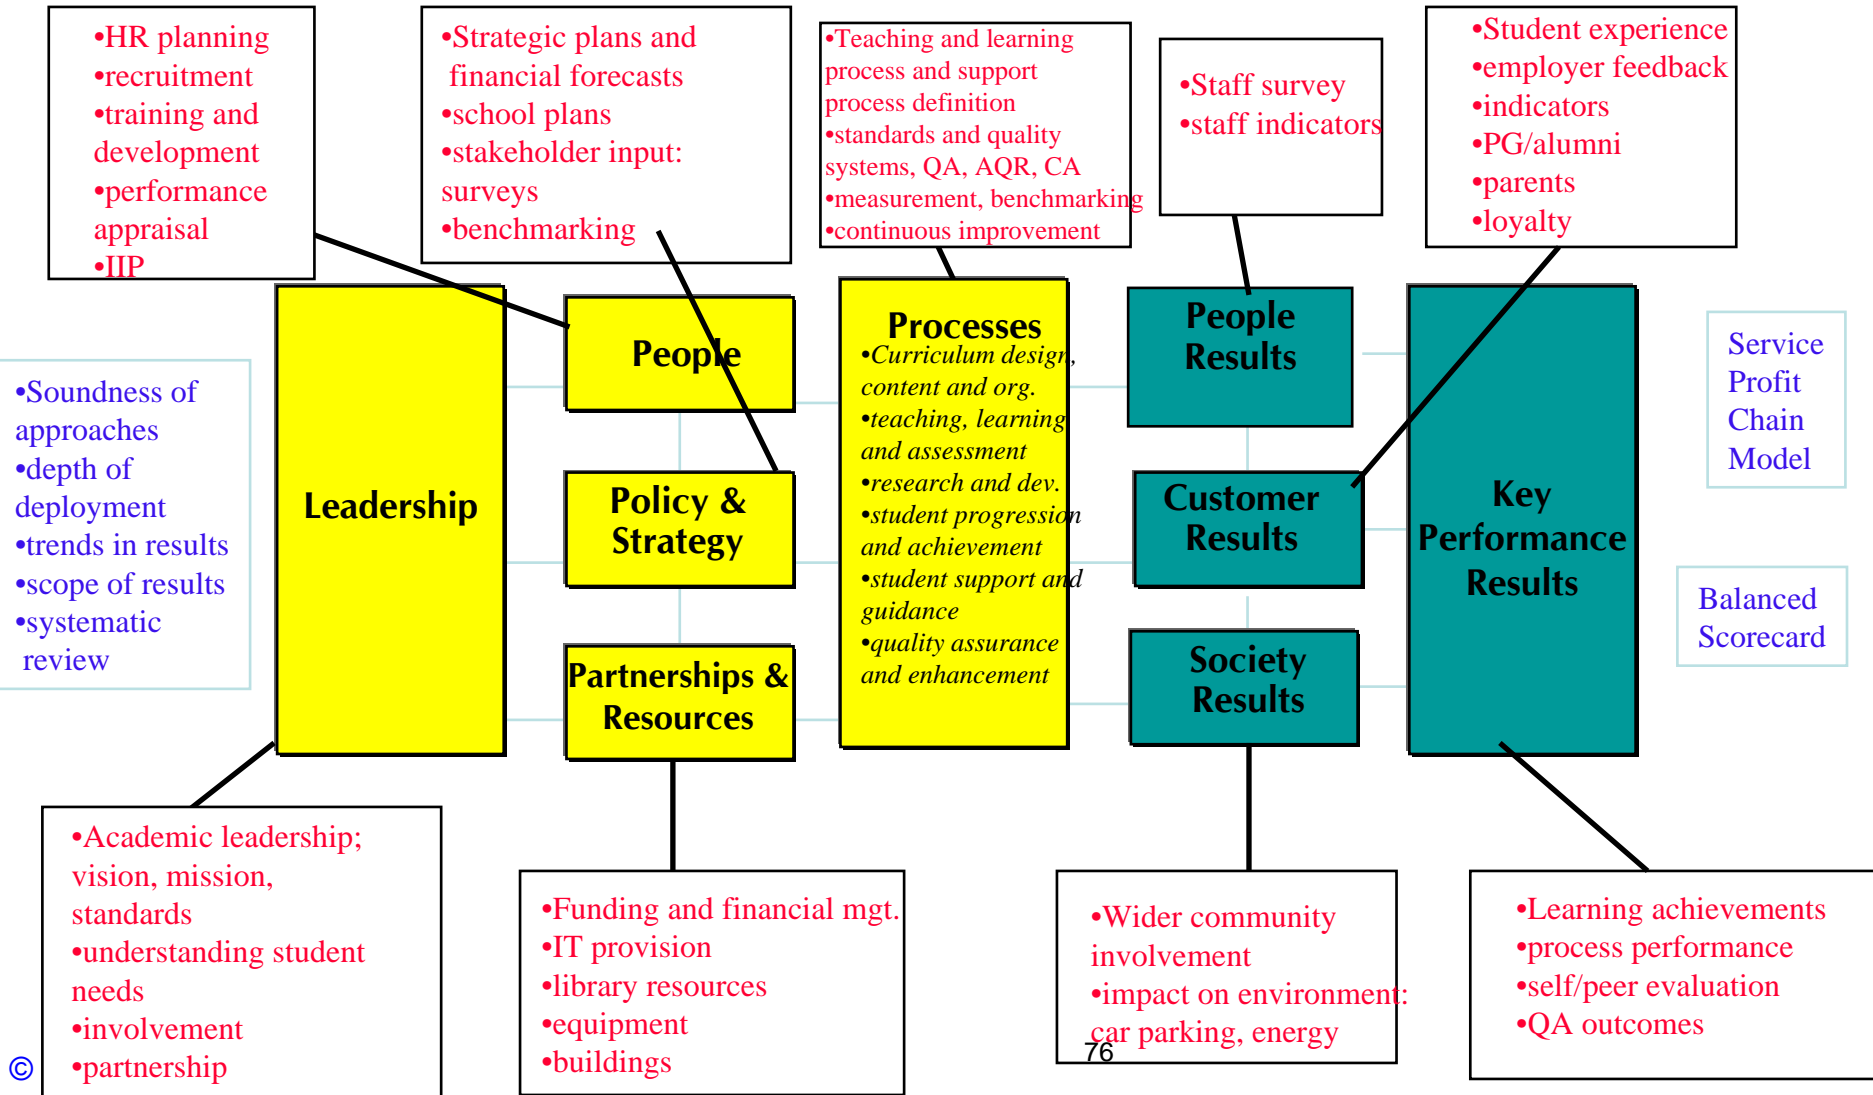 •HR planning
•recruitment
•training and
development
•performance
appraisal
•IIP
•Strategic plans and
financial forecasts
•school plans
•stakeholder input:
surveys
•benchmarking
•Teaching and learning
process and support
process definition
•standards and quality
systems, QA, AQR, CA
•measurement, benchmarking
•continuous improvement
•Staff survey
•staff indicators
•Student experience
•employer feedback
•indicators
•PG/alumni
•parents
•loyalty
•Soundness of
approaches
•depth of
deployment
•trends in results
•scope of results
•systematic
review
Leadership
People
Policy &
Strategy
Partnerships &
Resources
Processes
•Curriculum design,
content and org.
•teaching, learning
and assessment
•research and dev.
•student progression
and achievement
•student support and
guidance
•quality assurance
and enhancement
People
Results
Customer
Results
Society
Results
Key
Performance
Results
Service
Profit
Chain
Model
Balanced
Scorecard
•Academic leadership;
vision, mission,
standards
•understanding student
needs
•involvement
•partnership
•Funding and financial mgt.
•IT provision
•library resources
•equipment
•buildings
•Wider community
involvement
•impact on environment:
car parking, energy
•Learning achievements
•process performance
•self/peer evaluation
•QA outcomes
©
76